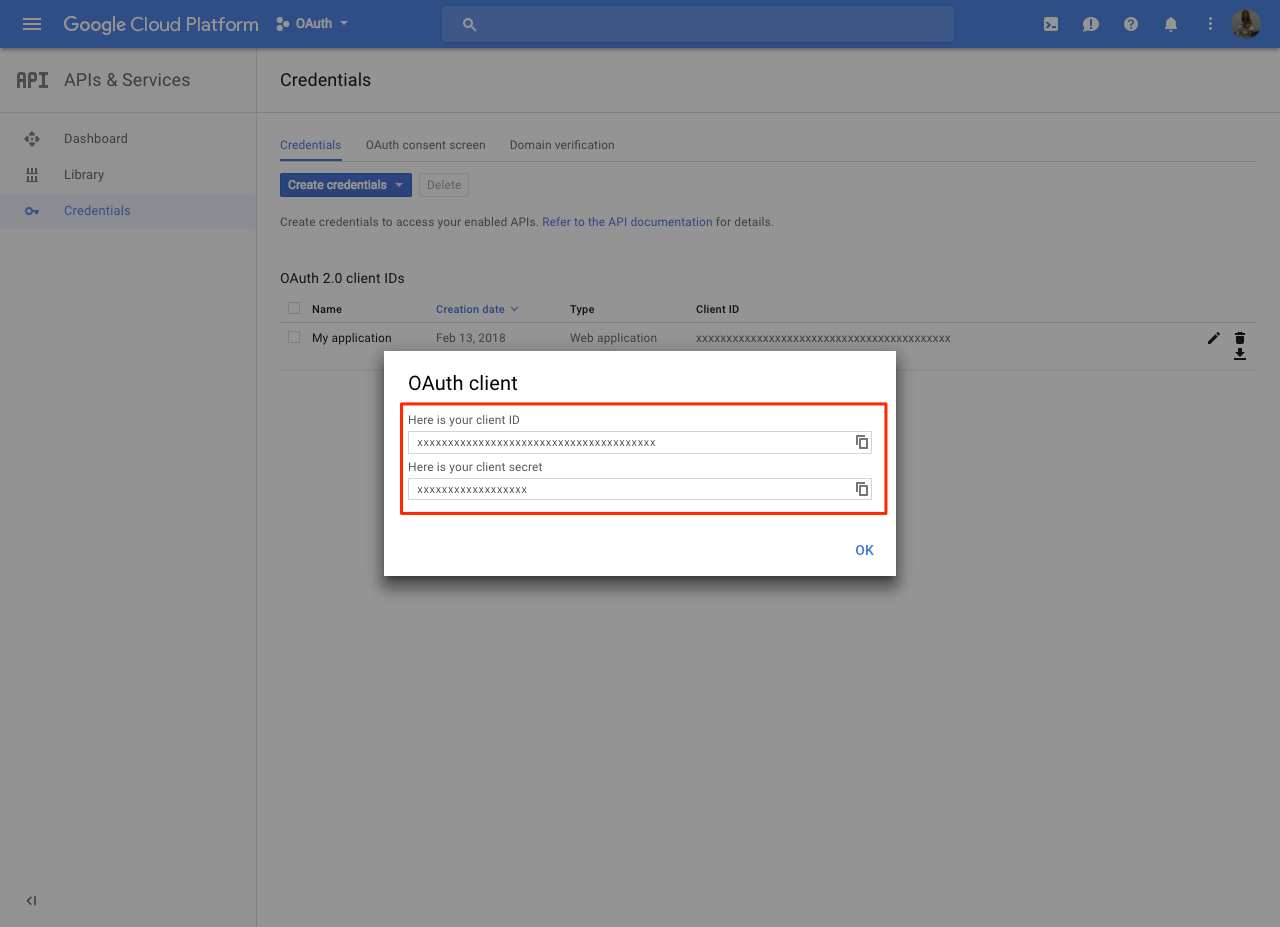 Google Cloud Platform OAuth
API APIs & Services
Credentials
Dashboard
Library
Credentials
Credentials OAuth consent screen Domain verification
Create credentials Delete
Create credentials to access your enabled APIs. Refer to the API documentation for details.
OAuth 2.0 client IDs
Name Creation date Type Client ID
My application Feb 13, 2018 Web application xxxxxxxxxxxxxxxxxxxxxxxxxxxxxxxxxxxxxxxxxx
OAuth client
Here is your client ID
xxxxxxxxxxxxxxxxxxxxxxxxxxxxxxxxxxxxxxx
Here is your client secret
xxxxxxxxxxxxxxxxxx
OK